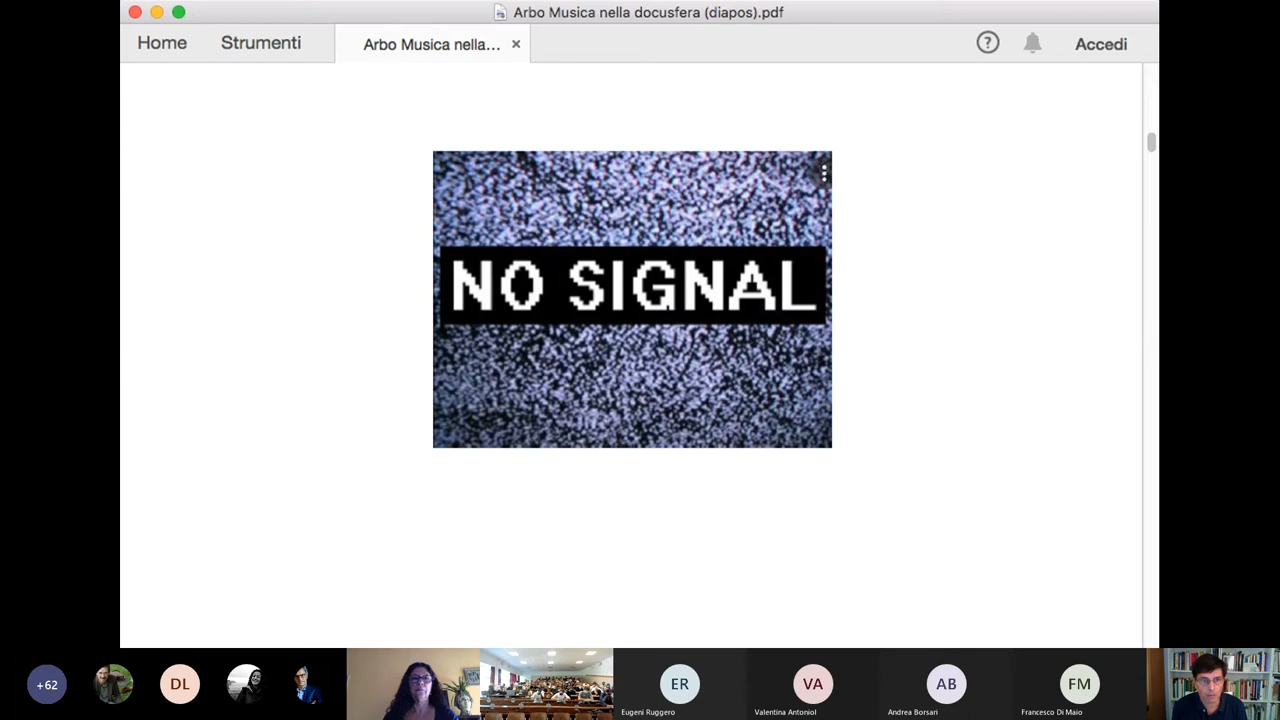 Arbo Musica nella docusfera (diapos).pdf
Home Strumenti Arbo Musica nella... × ? Accedi
NO SIGNAL
+62 DL ER VA AB FM
Eugeni Ruggero Valentina Antoniol Andrea Borsari Francesco Di Maio